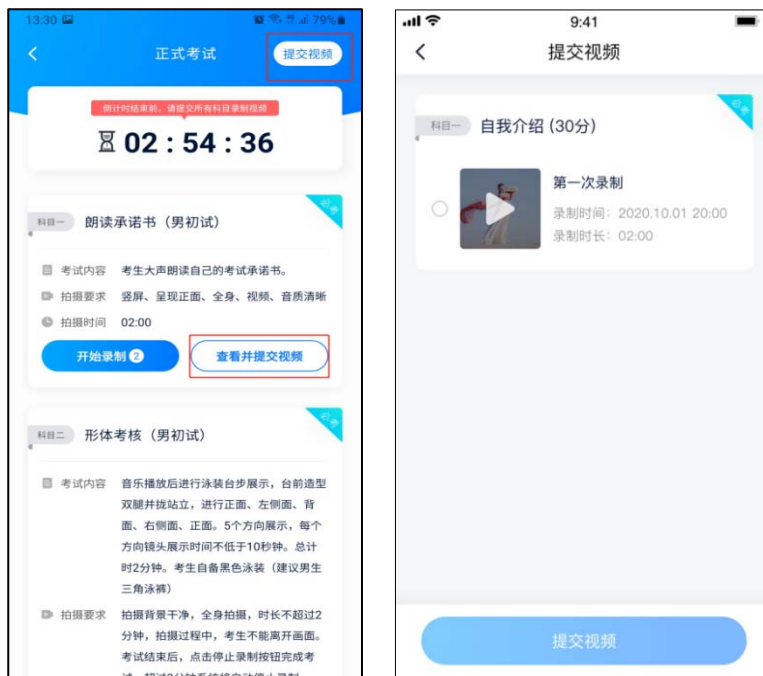 13:30
79%
正式考试
提交视频
倒计时结束前，请提交所有科目录制视频
02 : 54 : 36
必考
科目一
朗读承诺书（男初试）
考试内容 考生大声朗读自己的考试承诺书。
拍摄要求 竖屏、呈现正面、全身、视频、音质清晰
拍摄时间 02:00
开始录制 2
查看并提交视频
必考
科目二
形体考核（男初试）
考试内容 音乐播放后进行泳装台步展示，台前造型
双腿并拢站立，进行正面、左侧面、背
面、右侧面、正面。5个方向展示，每个
方向镜头展示时间不低于10秒钟。总计
时2分钟。考生自备黑色泳装（建议男生
三角泳裤）
拍摄要求 拍摄背景干净，全身拍摄，时长不超过2
分钟，拍摄过程中，考生不能离开画面。
考试结束后，点击停止录制按钮完成考
9:41
提交视频
必考
科目一
自我介绍 (30分)
第一次录制
录制时间：2020.10.01 20:00
录制时长：02:00
提交视频